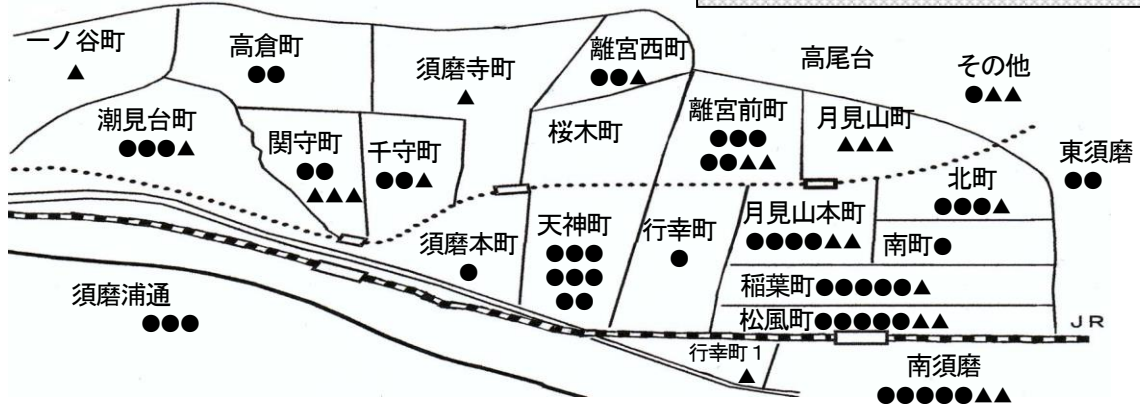 一ノ谷町
▲
高倉町
●●
須磨寺町
▲
離宮西町
●●▲
高尾台
その他
●▲▲
潮見台町
●●●▲
関守町
●●
▲▲▲
千守町
●●▲
桜木町
離宮前町
●●●
●●▲▲
月見山町
▲▲▲
東須磨
●●
北町
●●●▲
須磨本町
●
天神町
●●●
●●●
●●
行幸町
●
月見山本町
●●●●▲▲
南町●
稲葉町●●●●●▲
松風町●●●●●▲▲
JR
須磨浦通
●●●
行幸町1
▲
南須磨
●●●●●▲▲